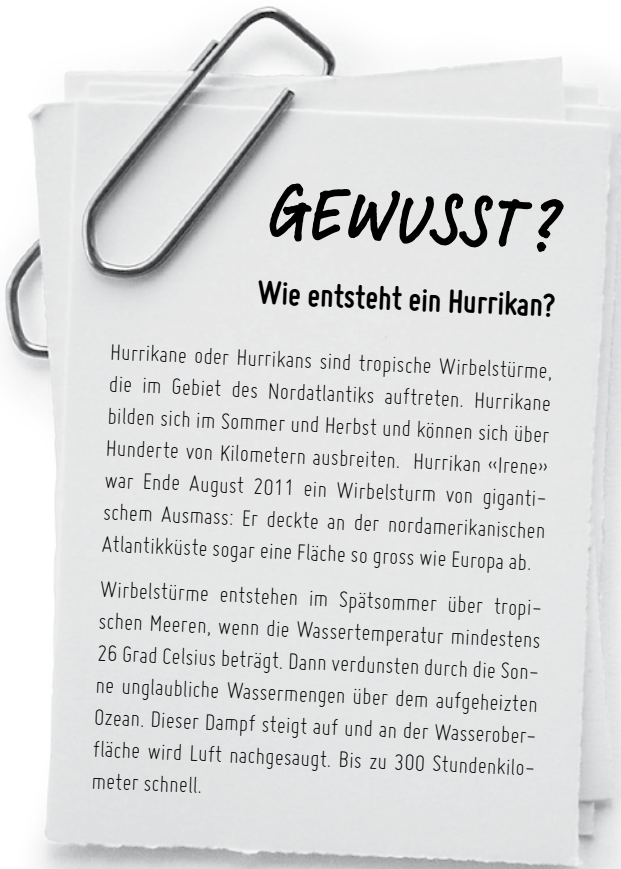 GEWUSST?
Wie entsteht ein Hurrikan?
Hurrikane oder Hurrikans sind tropische Wirbelstürme,
die im Gebiet des Nordatlantiks auftreten. Hurrikane
bilden sich im Sommer und Herbst und können sich über
Hunderte von Kilometern ausbreiten. Hurrikan «Irene»
war Ende August 2011 ein Wirbelsturm von giganti-
schem Ausmass: Er deckte an der nordamerikanischen
Atlantikküste sogar eine Fläche so gross wie Europa ab.
Wirbelstürme entstehen im Spätsommer über tropi-
schen Meeren, wenn die Wassertemperatur mindestens
26 Grad Celsius beträgt. Dann verdunsten durch die Son-
ne unglaubliche Wassermengen über dem aufgeheizten
Ozean. Dieser Dampf steigt auf und an der Wasserober-
fläche wird Luft nachgesaugt. Bis zu 300 Stundenkilo-
meter schnell.